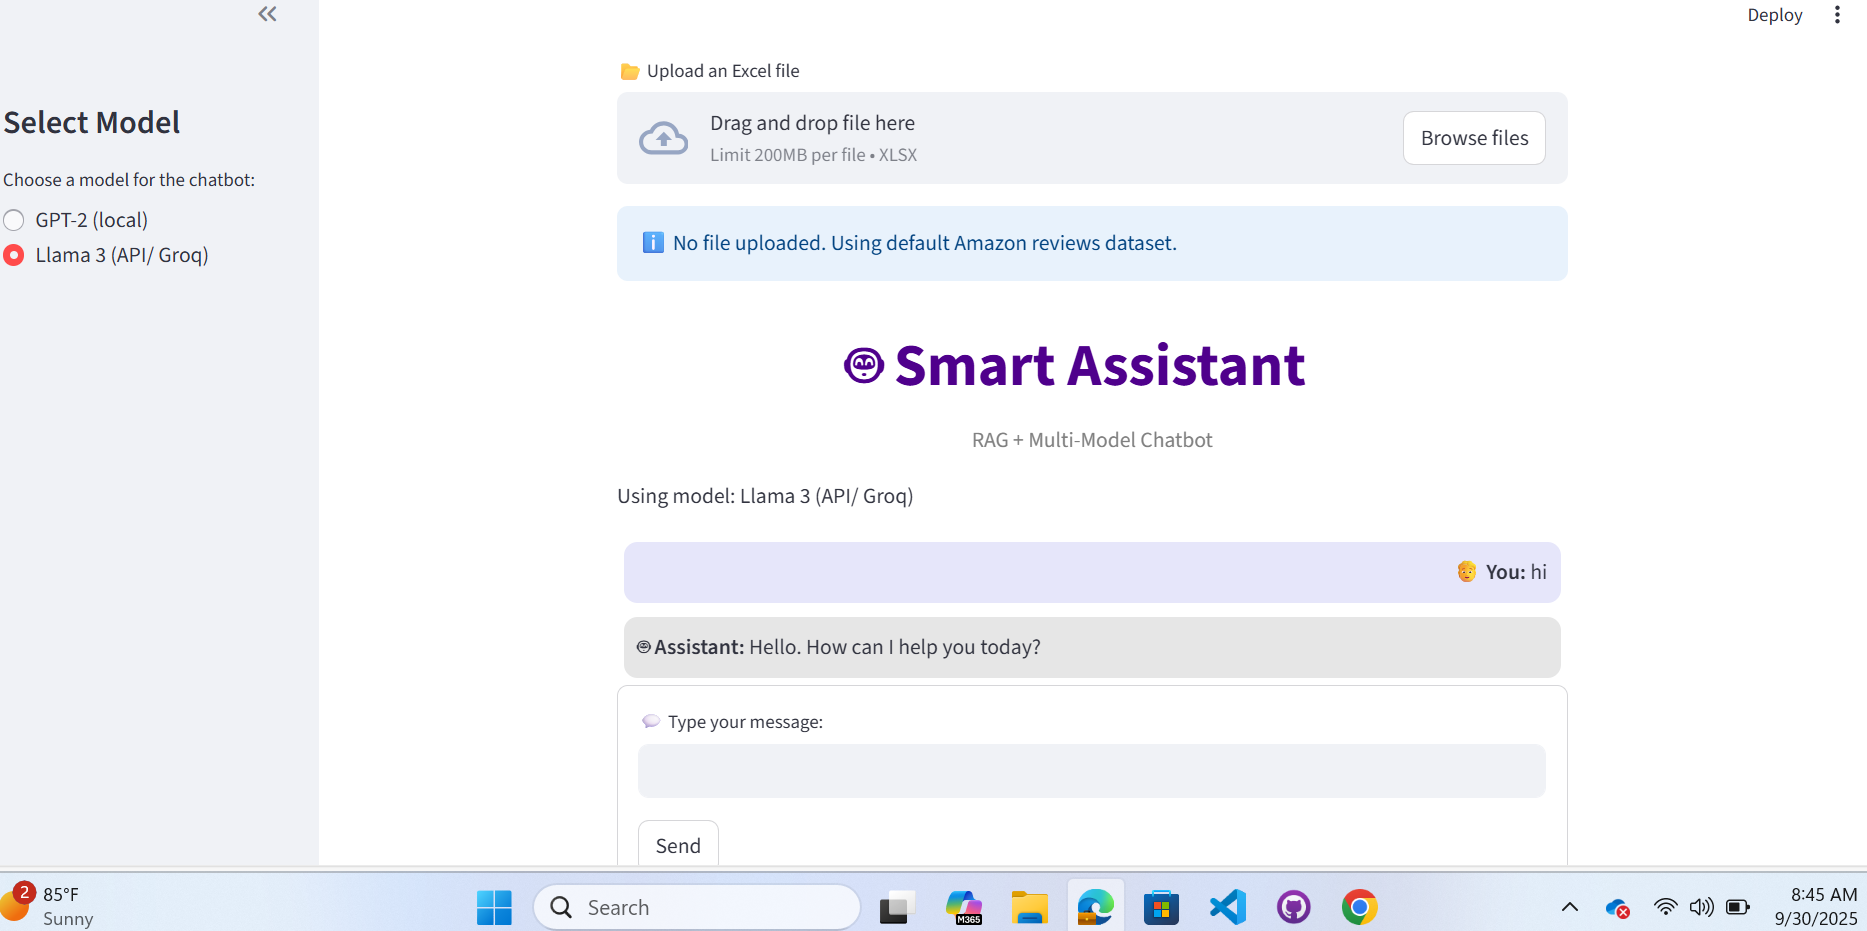 Deploy
Select Model
Choose a model for the chatbot:
GPT-2 (local)
Llama 3 (API/ Groq)
Upload an Excel file
Drag and drop file here
Limit 200MB per file • XLSX
Browse files
No file uploaded. Using default Amazon reviews dataset.
Smart Assistant
RAG + Multi-Model Chatbot
Using model: Llama 3 (API/ Groq)
You: hi
Assistant: Hello. How can I help you today?
Type your message:
Send
2
85°F
Sunny
Search
M365
8:45 AM
9/30/2025